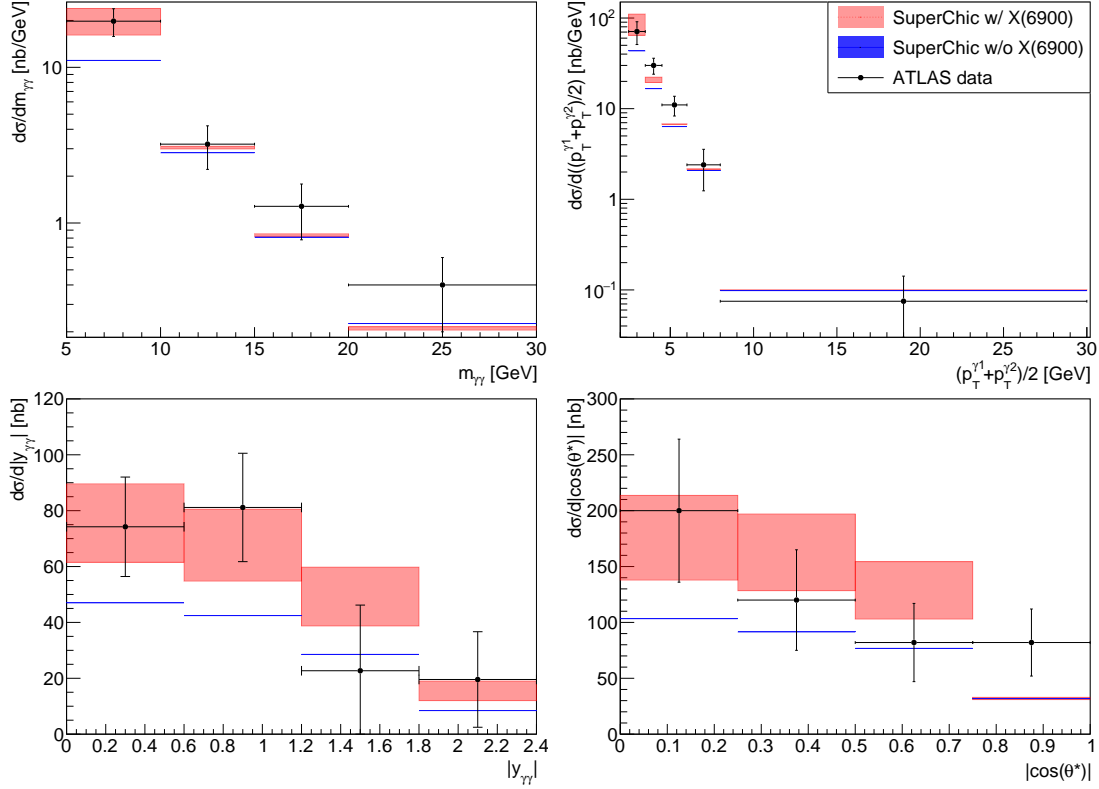 dσ/dm_γγ [nb/GeV]
10
1
5 10 15 20 25 30
m_γγ [GeV]
dσ/d((p_T^γ1+p_T^γ2)/2) [nb/GeV]
10²
10
1
10⁻¹
SuperChic w/ X(6900)
SuperChic w/o X(6900)
ATLAS data
5 10 15 20 25 30
(p_T^γ1+p_T^γ2)/2 [GeV]
dσ/d|y_γγ| [nb]
120
100
80
60
40
20
0
0 0.2 0.4 0.6 0.8 1 1.2 1.4 1.6 1.8 2 2.2 2.4
|y_γγ|
dσ/d|cos(θ*)| [nb]
300
250
200
150
100
50
0
0 0.1 0.2 0.3 0.4 0.5 0.6 0.7 0.8 0.9 1
|cos(θ*)|